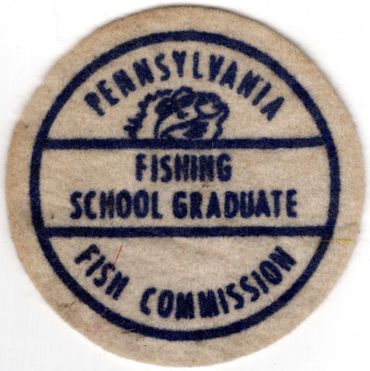 PENNSYLVANIA
FISHING
SCHOOL GRADUATE
FISH COMMISSION